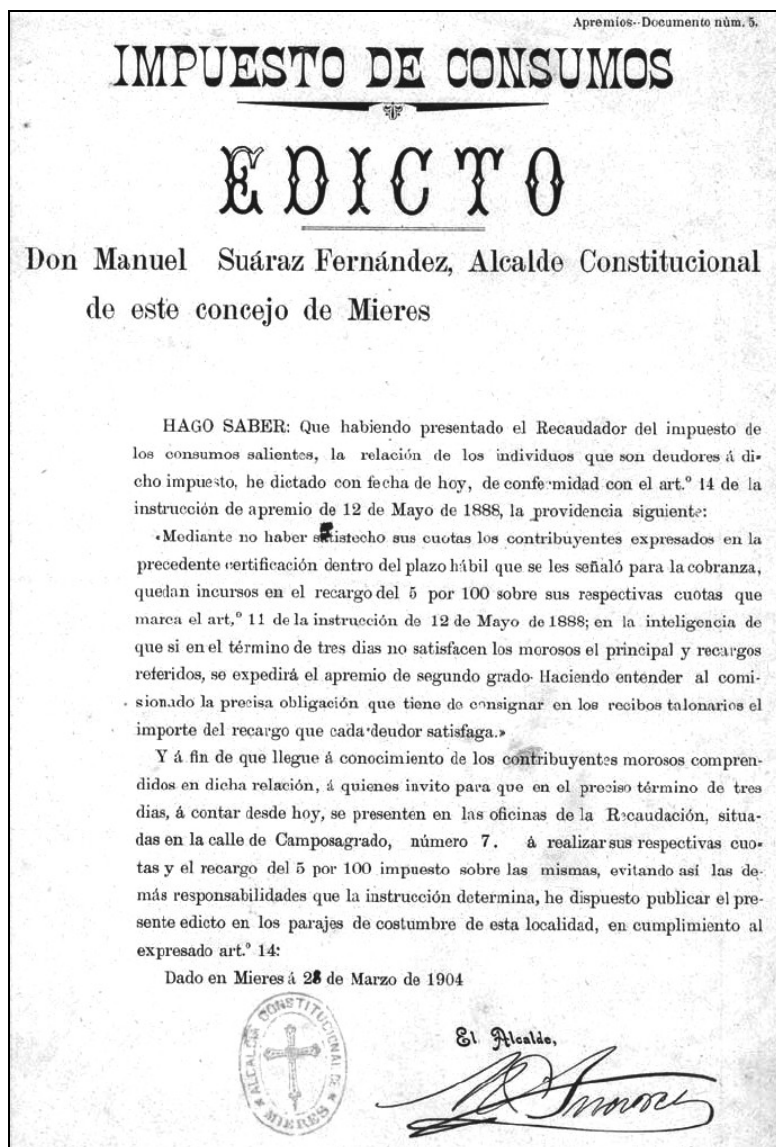 Apremios--Documento núm. 5.
IMPUESTO DE CONSUMOS
EDICTO
Don Manuel Suáraz Fernández, Alcalde Constitucional
de este concejo de Mieres
HAGO SABER: Que habiendo presentado el Recaudador del impuesto de
los consumos salientes, la relación de los individuos que son deudores á di-
cho impuesto, he dictado con fecha de hoy, de confermidad con el art.º 14 de la
instrucción de apremio de 12 de Mayo de 1888, la providencia siguiente:
«Mediante no haber satistecho sus cuotas los contribuyentes expresados en la
precedente certificación dentro del plazo hábil que se les señaló para la cobranza,
quedan incursos en el recargo del 5 por 100 sobre sus respectivas cuotas que
marca el art,º 11 de la instrucción de 12 de Mayo de 1888; en la inteligencia de
que si en el término de tres dias no satisfacen los morosos el principal y recargos
referidos, se expedirá el apremio de segundo grado- Haciendo entender al comi-
sionado la precisa obligación que tiene de consignar en los recibos talonarios el
importe del recargo que cada deudor satisfaga.»
Y á fin de que llegue á conocimiento de los contribuyentes morosos compren-
didos en dicha relación, á quienes invito para que en el preciso término de tres
dias, á contar desde hoy, se presenten en las oficinas de la Recaudación, situa-
das en la calle de Camposagrado, número 7. á realizar sus respectivas cuo-
tas y el recargo del 5 por 100 impuesto sobre las mismas, evitando así las de-
más responsabilidades que la instrucción determina, he dispuesto publicar el pre-
sente edicto en los parajes de costumbre de esta localidad, en cumplimiento al
expresado art.º 14:
Dado en Mieres á 28 de Marzo de 1904
ALCALDIA CONSTITUCIONAL DE
MIERES
El Alcalde,